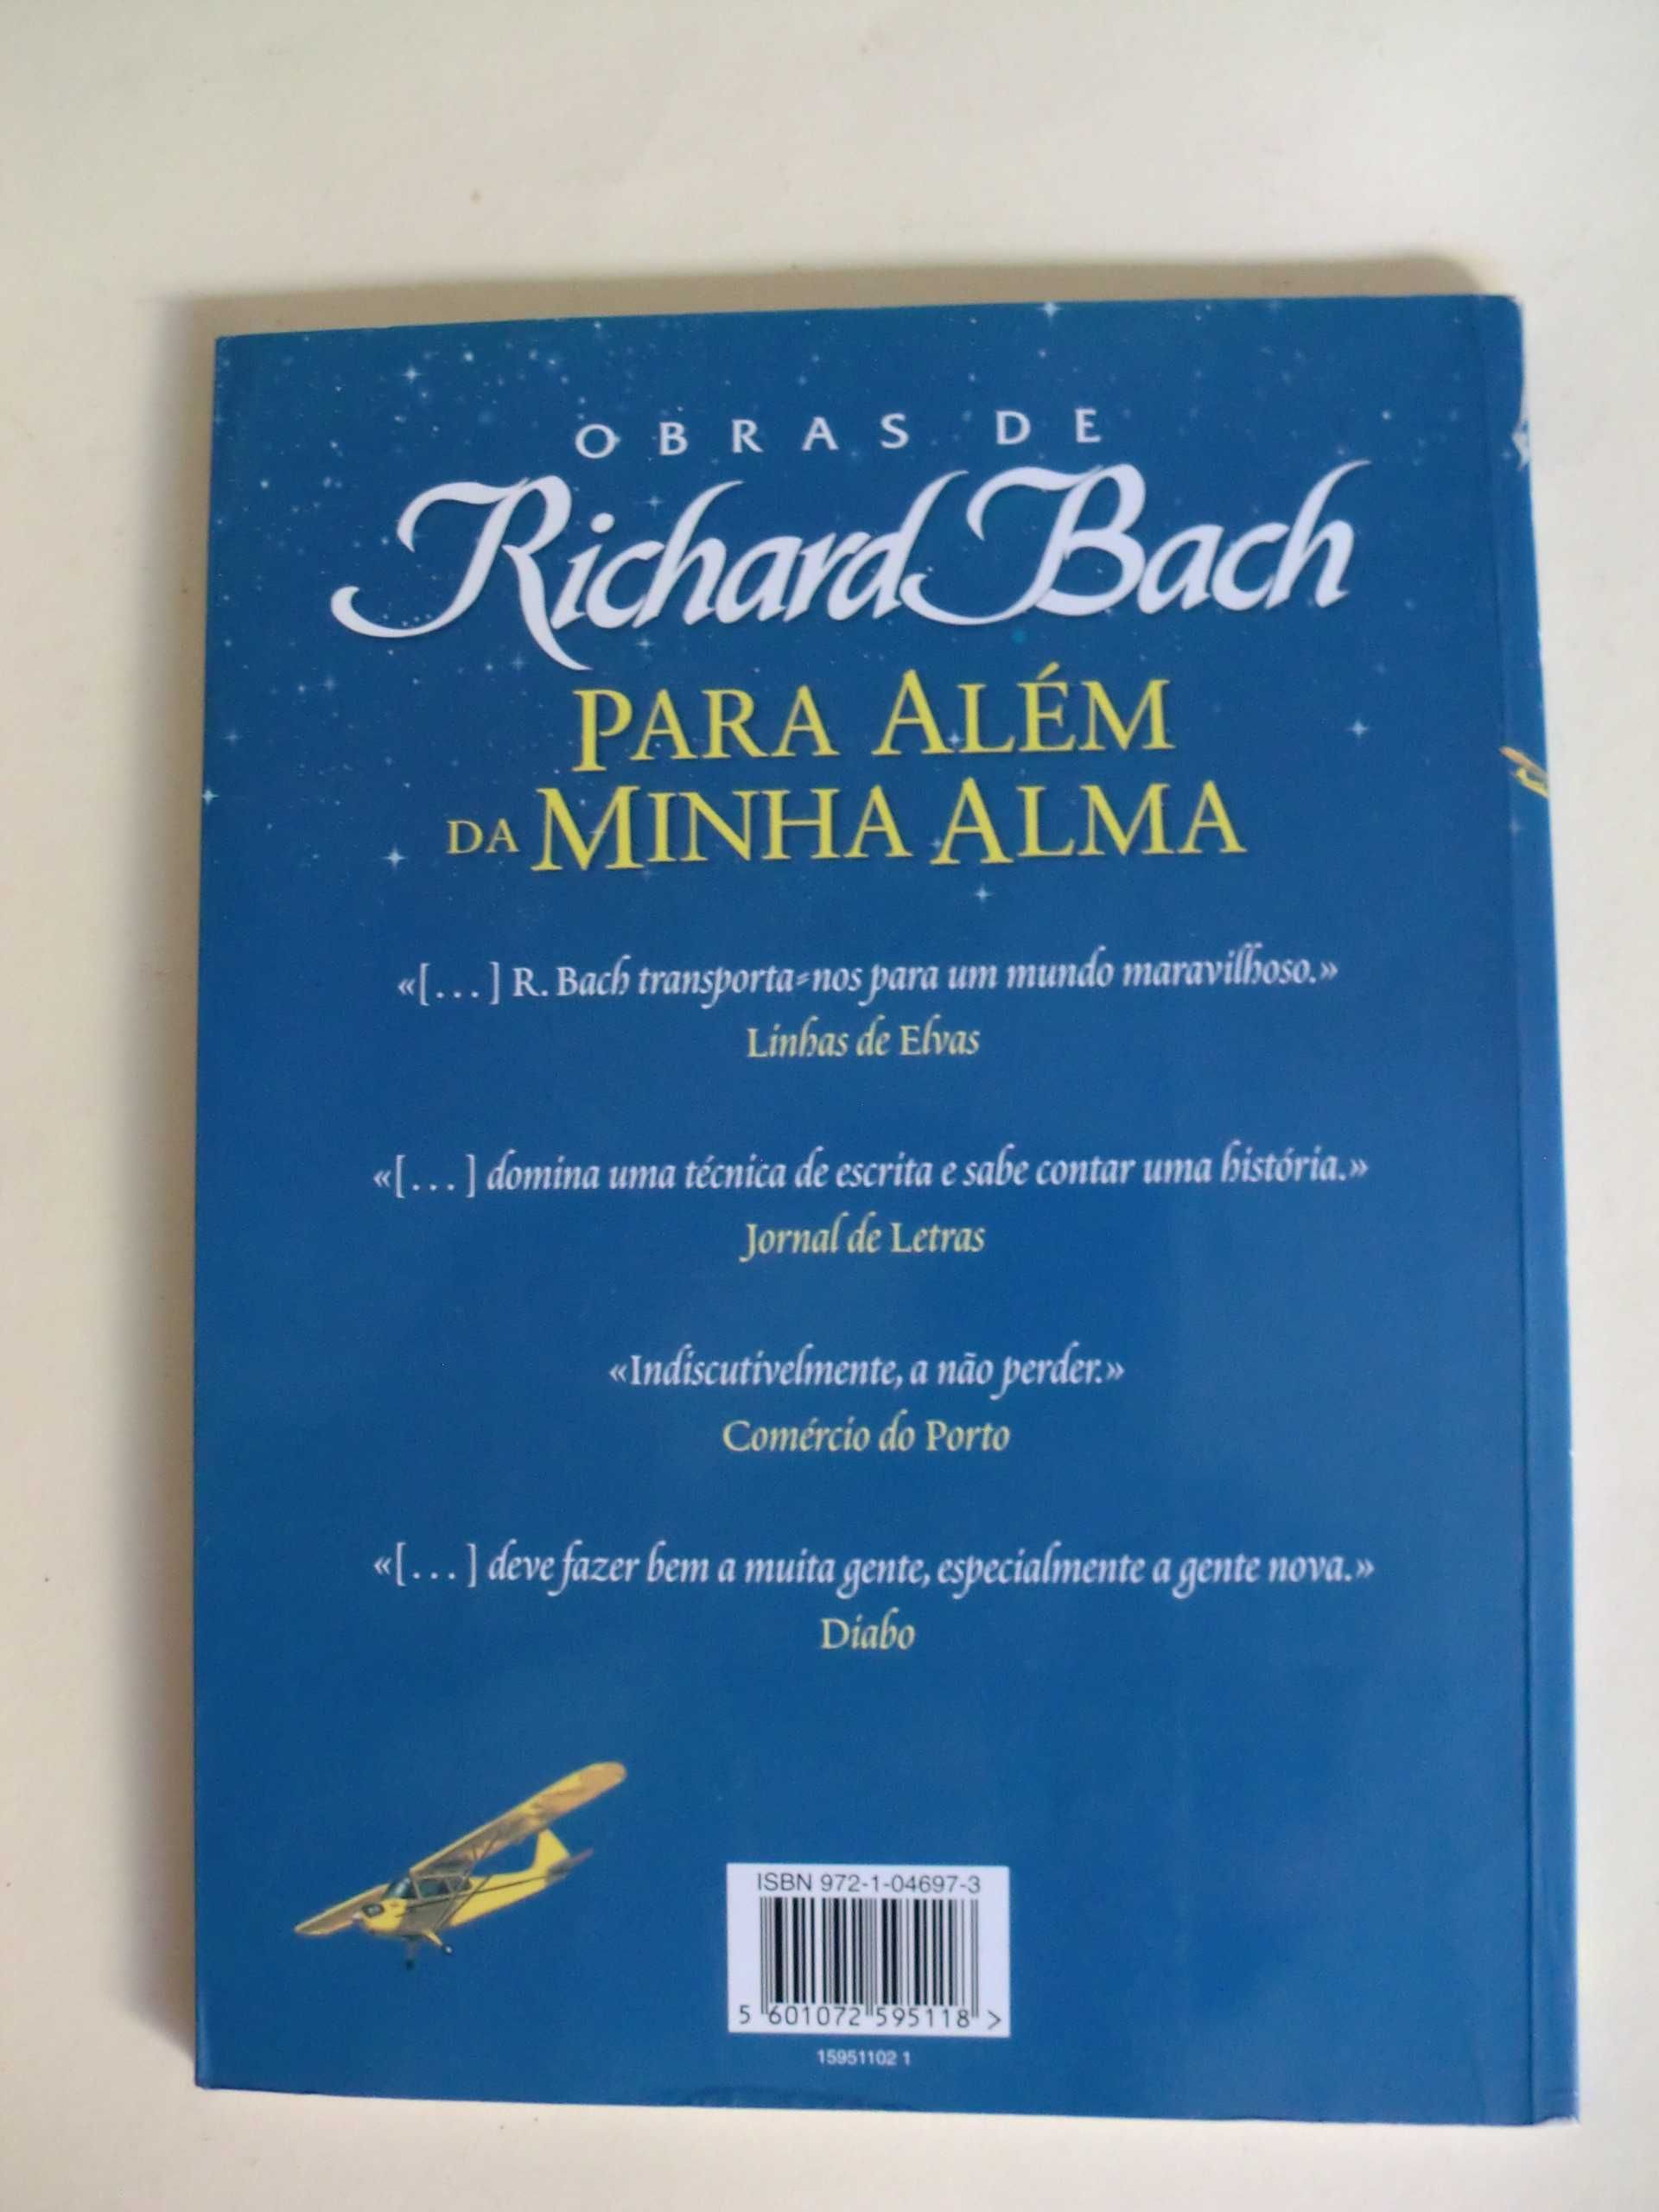 OBRAS DE
Richard Bach
PARA ALÉM
DA MINHA ALMA
«[...] R. Bach transporta-nos para um mundo maravilhoso.»
Linhas de Elvas
«[...] domina uma técnica de escrita e sabe contar uma história.»
Jornal de Letras
«Indiscutivelmente, a não perder.»
Comércio do Porto
«[...] deve fazer bem a muita gente, especialmente a gente nova.»
Diabo
ISBN 972-1-04697-3
5 601072 595118 >
15951102 1